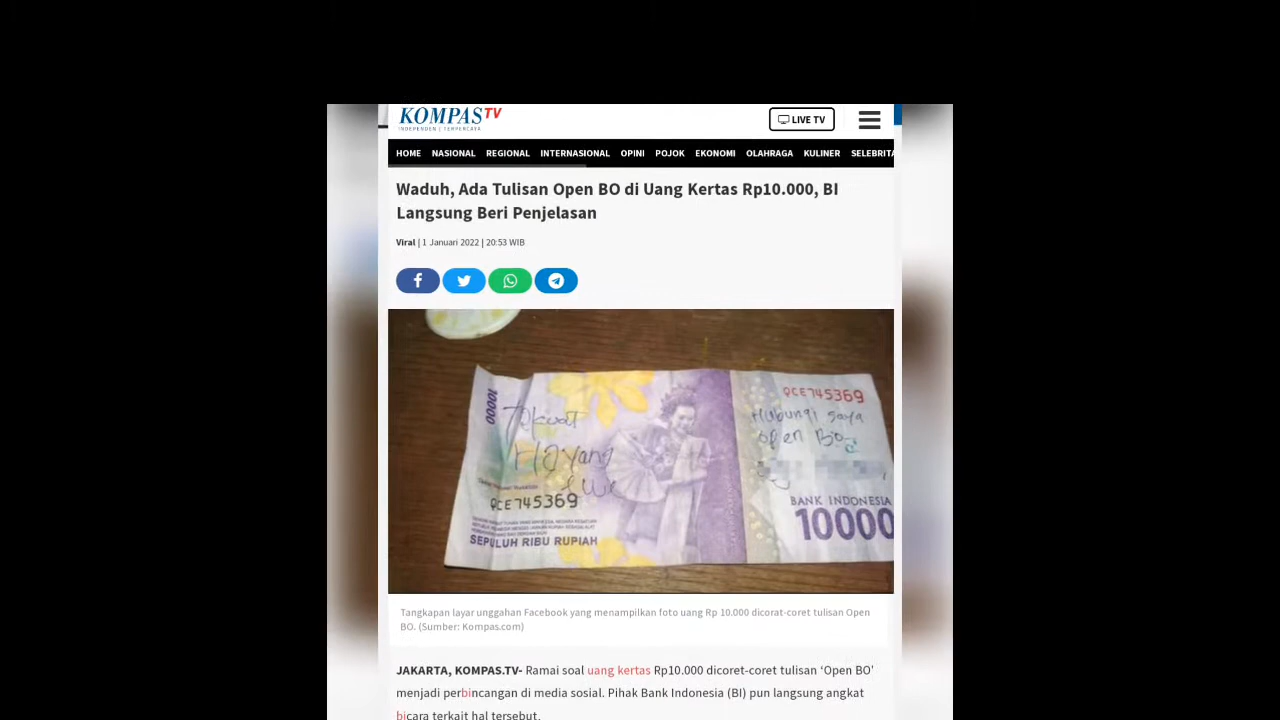 KOMPASTV
INDEPENDEN | TERPERCAYA
LIVE TV
HOME NASIONAL REGIONAL INTERNASIONAL OPINI POJOK EKONOMI OLAHRAGA KULINER SELEBRITA
Waduh, Ada Tulisan Open BO di Uang Kertas Rp10.000, BI
Langsung Beri Penjelasan
Viral | 1 Januari 2022 | 20:53 WIB
10000
QCE745369
Hubungi saya
open Bo
Hayang
QCE745369
SEPULUH RIBU RUPIAH
BANK INDONESIA
10000
Tangkapan layar unggahan Facebook yang menampilkan foto uang Rp 10.000 dicorat-coret tulisan Open
BO. (Sumber: Kompas.com)
JAKARTA, KOMPAS.TV- Ramai soal uang kertas Rp10.000 dicoret-coret tulisan ‘Open BO’
menjadi perbincangan di media sosial. Pihak Bank Indonesia (BI) pun langsung angkat
bicara terkait hal tersebut.